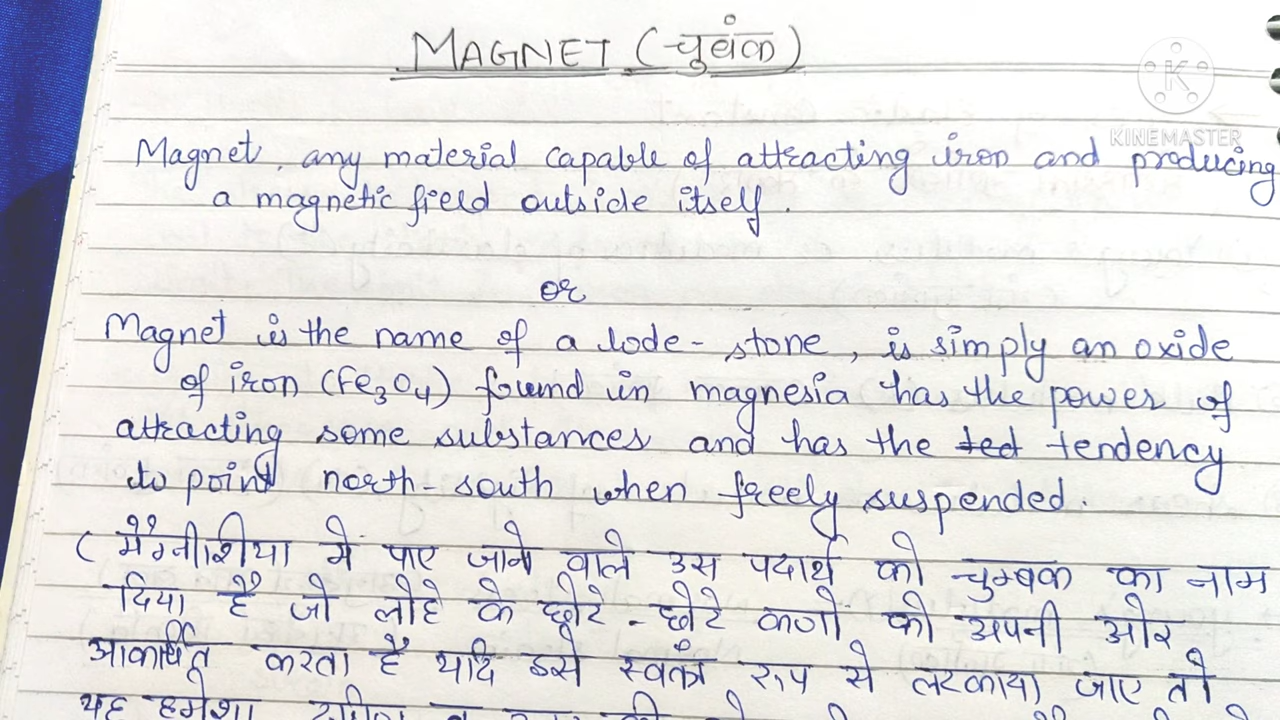 MAGNET (चुबंक)
K
KINEMASTER
Magnet, any material capable of attracting iron and producing
a magnetic field outside itself.
or
Magnet is the name of a lode-stone, is simply an oxide
of iron (Fe3O4) found in magnesia has the power of
attracting some substances and has the ted tendency
to point north-south when freely suspended.
( मैग्नीशिया में पाए जाने वाले उस पदार्थ को चुम्बक का नाम
दिया है जो लोहे के छोटे-छोटे कणो को अपनी ओर
आकर्षित करता है यदि इसे स्वतंत्र रूप से लटकाया जाए तो
यह हमेशा